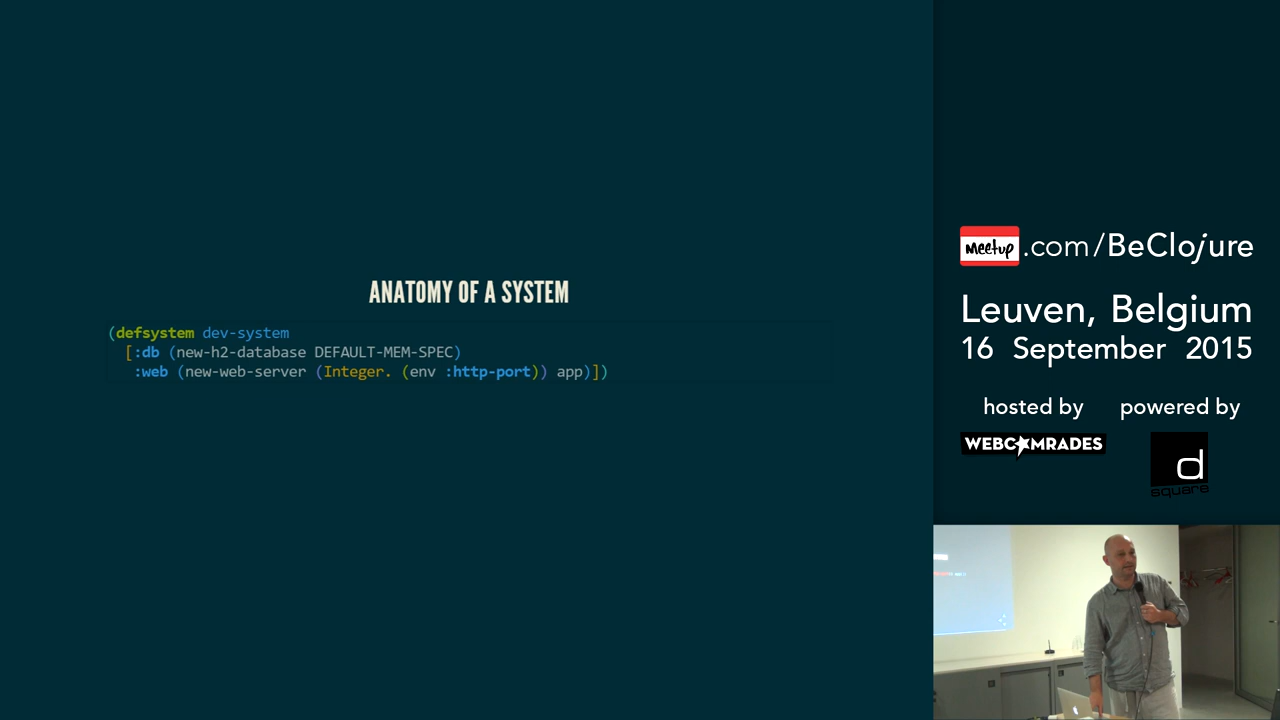 ANATOMY OF A SYSTEM
(defsystem dev-system
[:db (new-h2-database DEFAULT-MEM-SPEC)
:web (new-web-server (Integer. (env :http-port)) app)])
meetup.com/BeClojure
Leuven, Belgium
16 September 2015
hosted by powered by
WEBCOMRADES
d
square